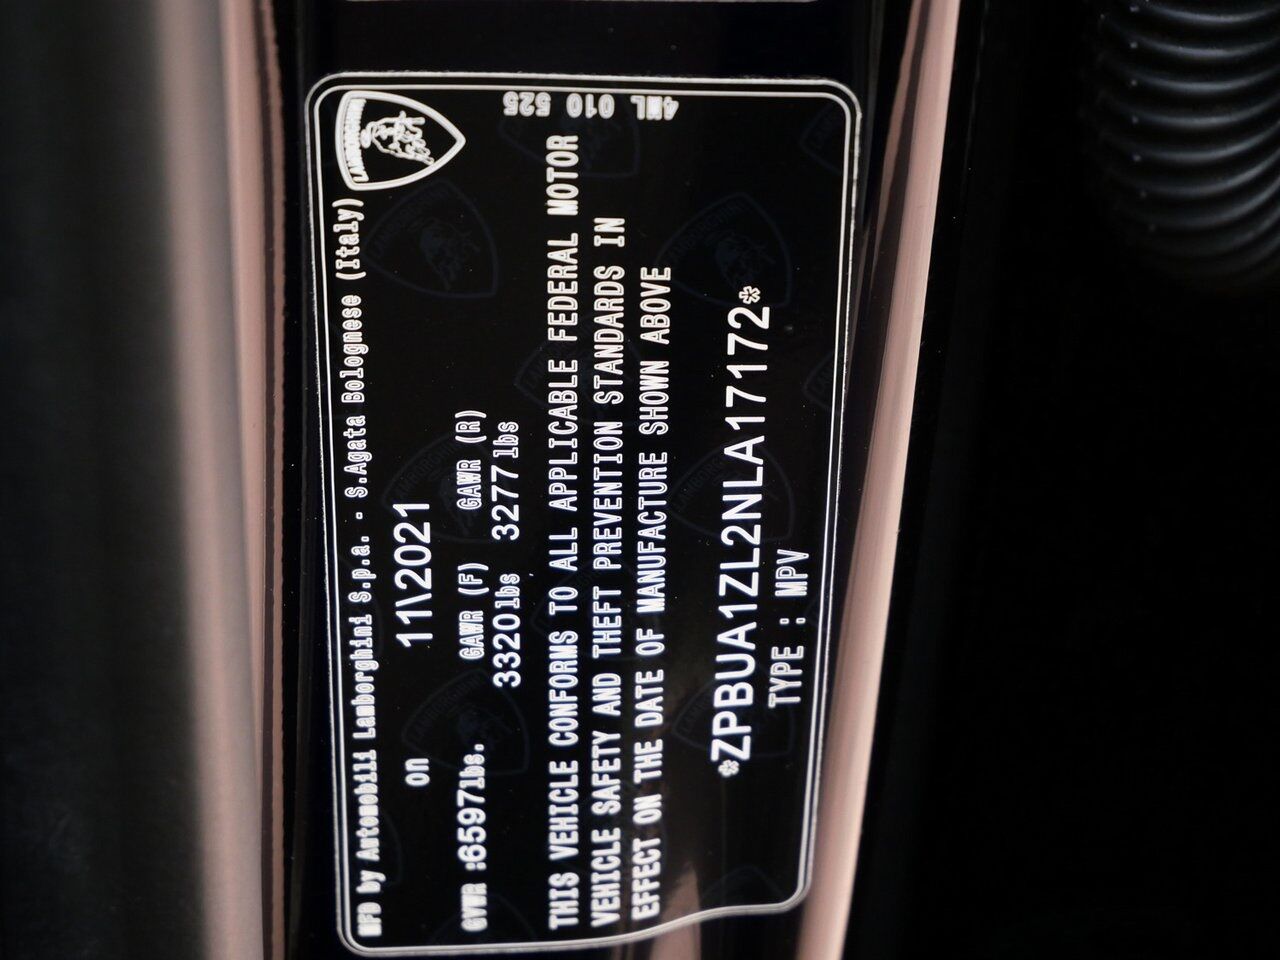 LAMBORGHINI
MFD by Automobili Lamborghini S.p.a. - S.Agata Bolognese (Italy)
on 11\2021
GVWR :6597lbs. GAWR (F) GAWR (R)
3320lbs 3277lbs
THIS VEHICLE CONFORMS TO ALL APPLICABLE FEDERAL MOTOR
VEHICLE SAFETY AND THEFT PREVENTION STANDARDS IN
EFFECT ON THE DATE OF MANUFACTURE SHOWN ABOVE
*ZPBUA1ZL2NLA17172*
TYPE : MPV
4ML 010 525